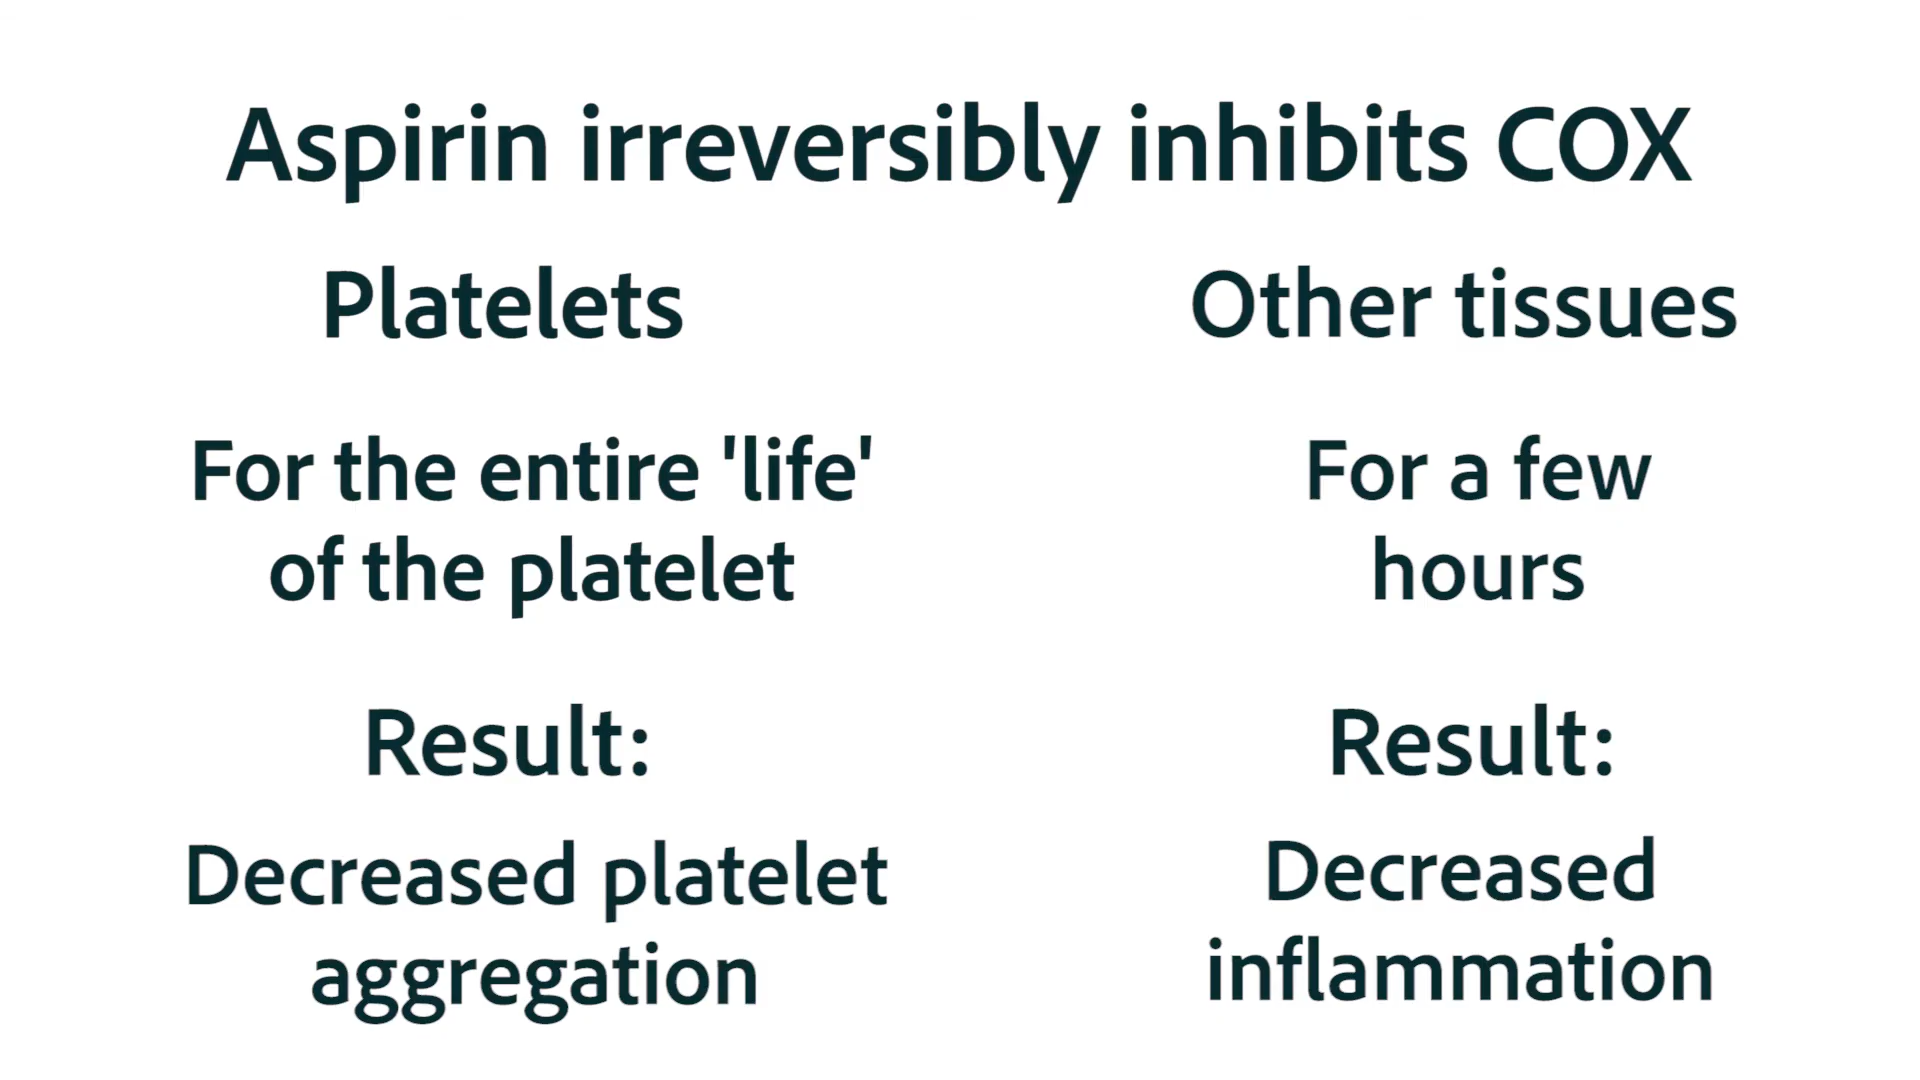 Aspirin irreversibly inhibits COX
Platelets
For the entire 'life'
of the platelet
Result:
Decreased platelet
aggregation
Other tissues
For a few
hours
Result:
Decreased
inflammation